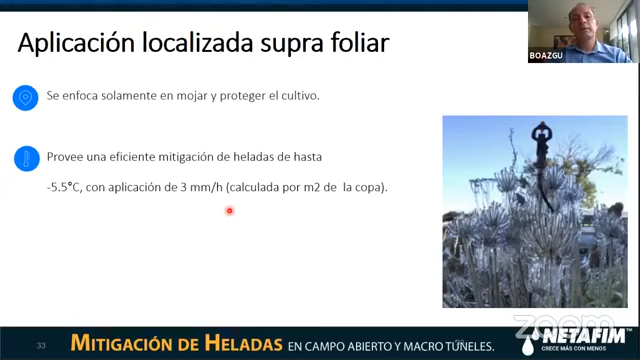 Aplicación localizada supra foliar
BOAZGU
Se enfoca solamente en mojar y proteger el cultivo.
Provee una eficiente mitigación de heladas de hasta
-5.5°C, con aplicación de 3 mm/h (calculada por m2 de la copa).
zoom
33
MITIGACIÓN DE HELADAS EN CAMPO ABIERTO Y MACRO TÚNELES.
NETAFIM
CRECE MÁS CON MENOS